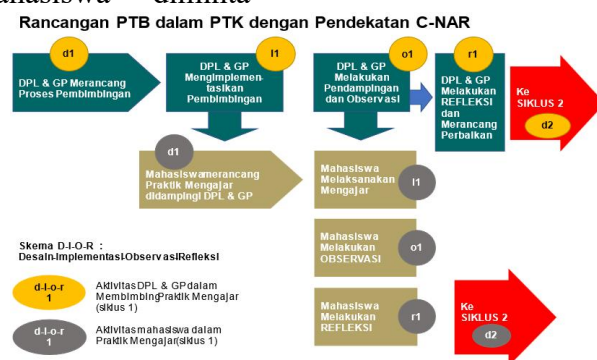 mahasiswa diminta
Rancangan PTB dalam PTK dengan Pendekatan C-NAR
d1
DPL & GP Merancang
Proses Pembimbingan
I1
DPL & GP
Mengimplemen-
tasikan
Pembimbingan
o1
DPL & GP
Melakukan
Pendampingan
dan Observasi
r1
DPL & GP
Melakukan
REFLEKSI
dan
Merancang
Perbaikan
Ke
SIKLUS 2
d2
d1
Mahasiswa merancang
Praktik Mengajar
didampingi DPL & GP
Mahasiswa
Melaksanakan
Mengajar
I1
Mahasiswa
Melakukan
OBSERVASI
o1
Mahasiswa
Melakukan
REFLEKSI
r1
Ke
SIKLUS 2
d2
Skema D-I-O-R :
Desain-Implementasi-Observasi Refleksi
d-I-o-r
1
Aktivitas DPL & GP dalam
Membimbing Praktik Mengajar
(siklus 1)
d-I-o-r
1
Aktivitas mahasiswa dalam
Praktik Mengajar (siklus 1)